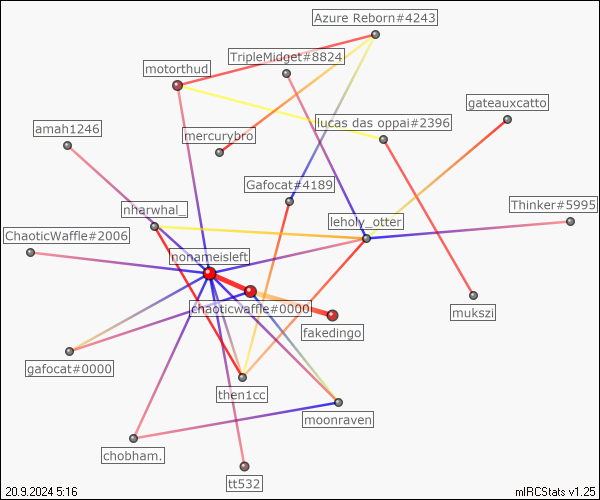 Azure Reborn#4243
TripleMidget#8824
motorthud
gateauxcatto
lucas das oppai#2396
amah1246
mercurybro
Gafocat#4189
Thinker#5995
nharwhal_
leholy_otter
ChaoticWaffle#2006
nonameisleft
chaoticwaffle#0000
mukszi
fakedingo
gafocat#0000
then1cc
moonraven
chobham.
tt532
20.9.2024 5:16
mIRCStats v1.25